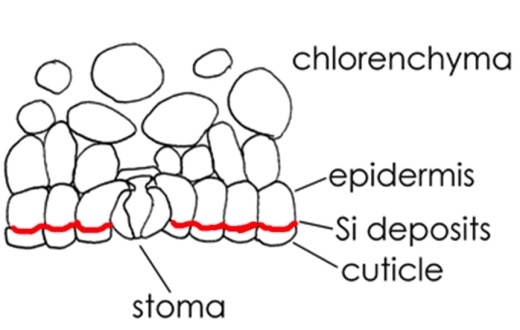 chlorenchyma
epidermis
Si deposits
cuticle
stoma